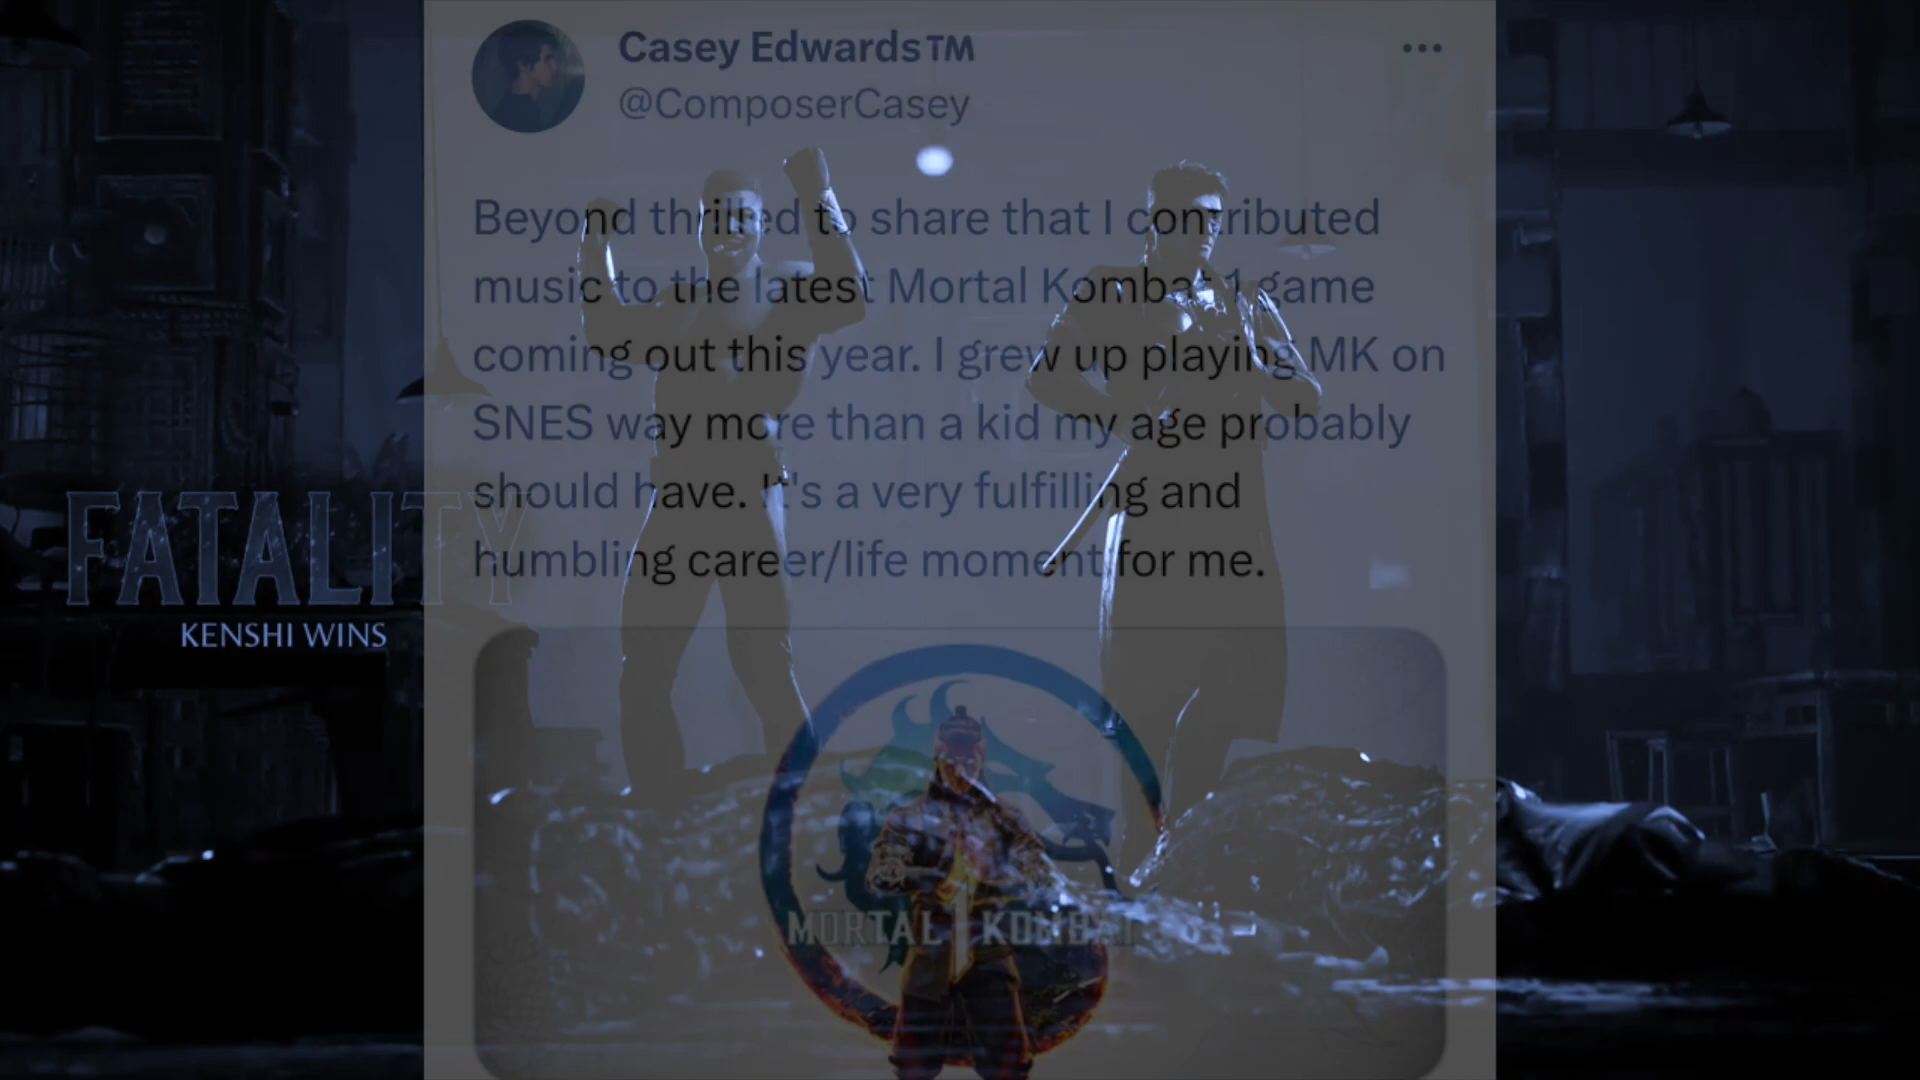 Casey Edwards™
@ComposerCasey
Beyond thrilled to share that I contributed
music to the latest Mortal Kombat 1 game
coming out this year. I grew up playing MK on
SNES way more than a kid my age probably
should have. It's a very fulfilling and
humbling career/life moment for me.
FATALITY
KENSHI WINS
MORTAL 1 KOMBAT